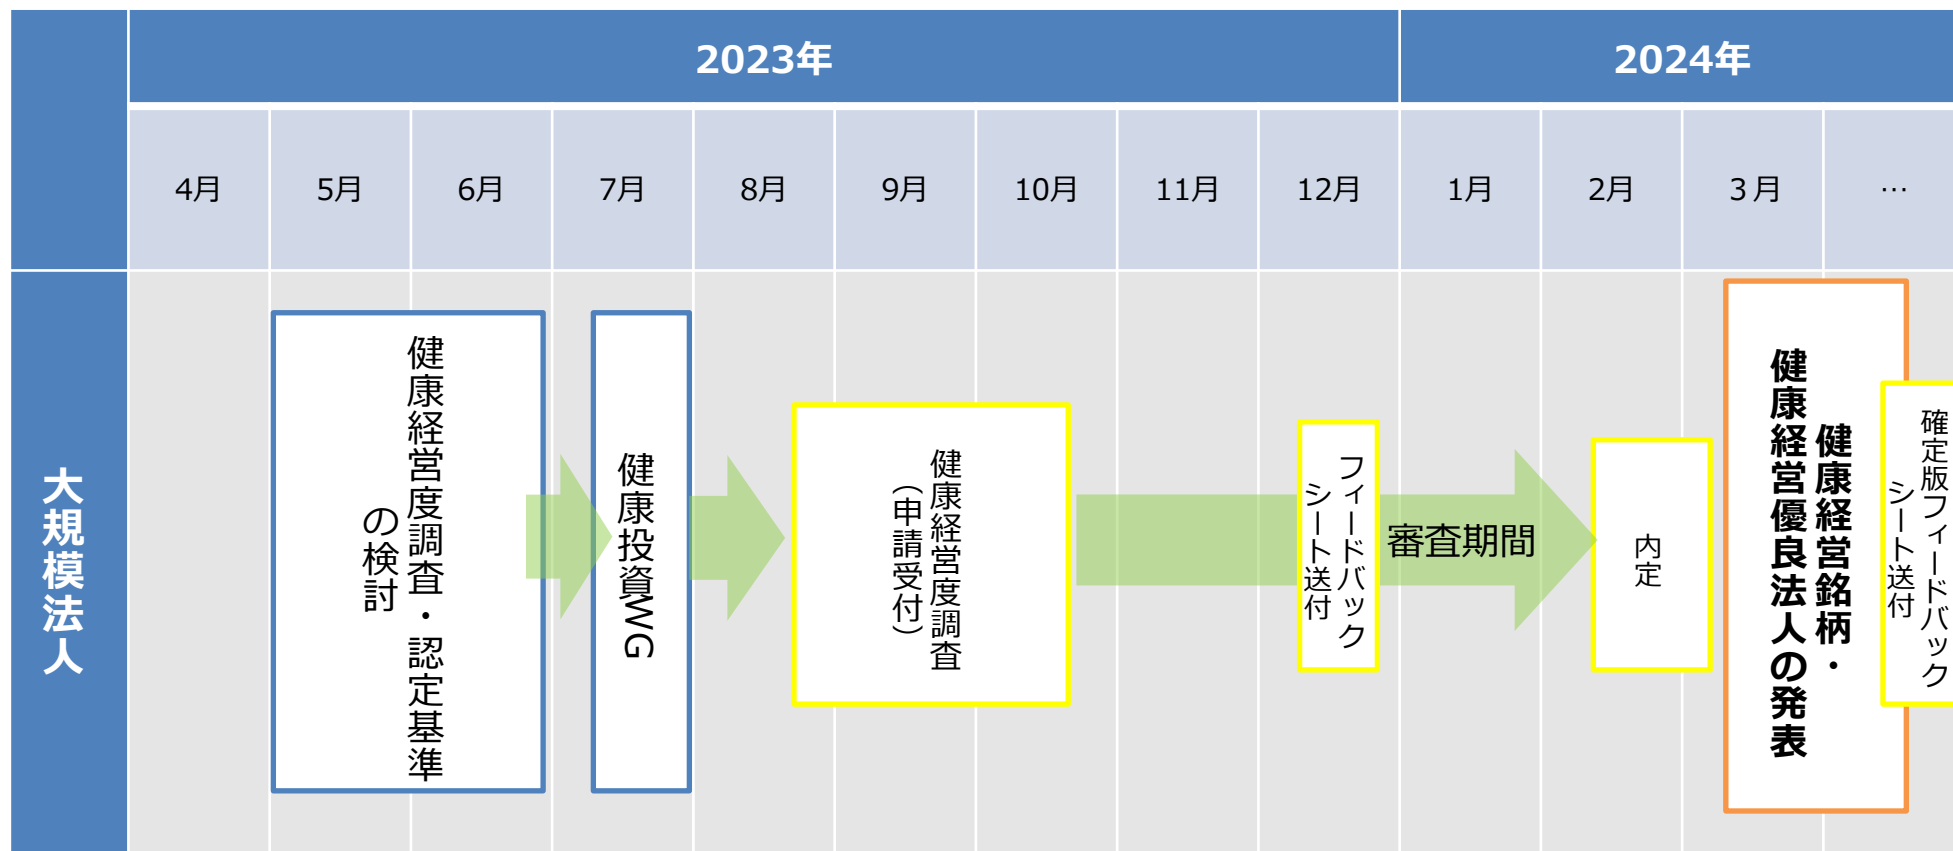 2023年
2024年
4月
5月
6月
7月
8月
9月
10月
11月
12月
1月
2月
３月
…
大規模法人
健康経営度調査・認定基準
の検討
健康投資WG
健康経営度調査
（申請受付）
フィードバック
シート送付
審査期間
内定
健康経営銘柄・
健康経営優良法人の発表
確定版フィードバック
シート送付